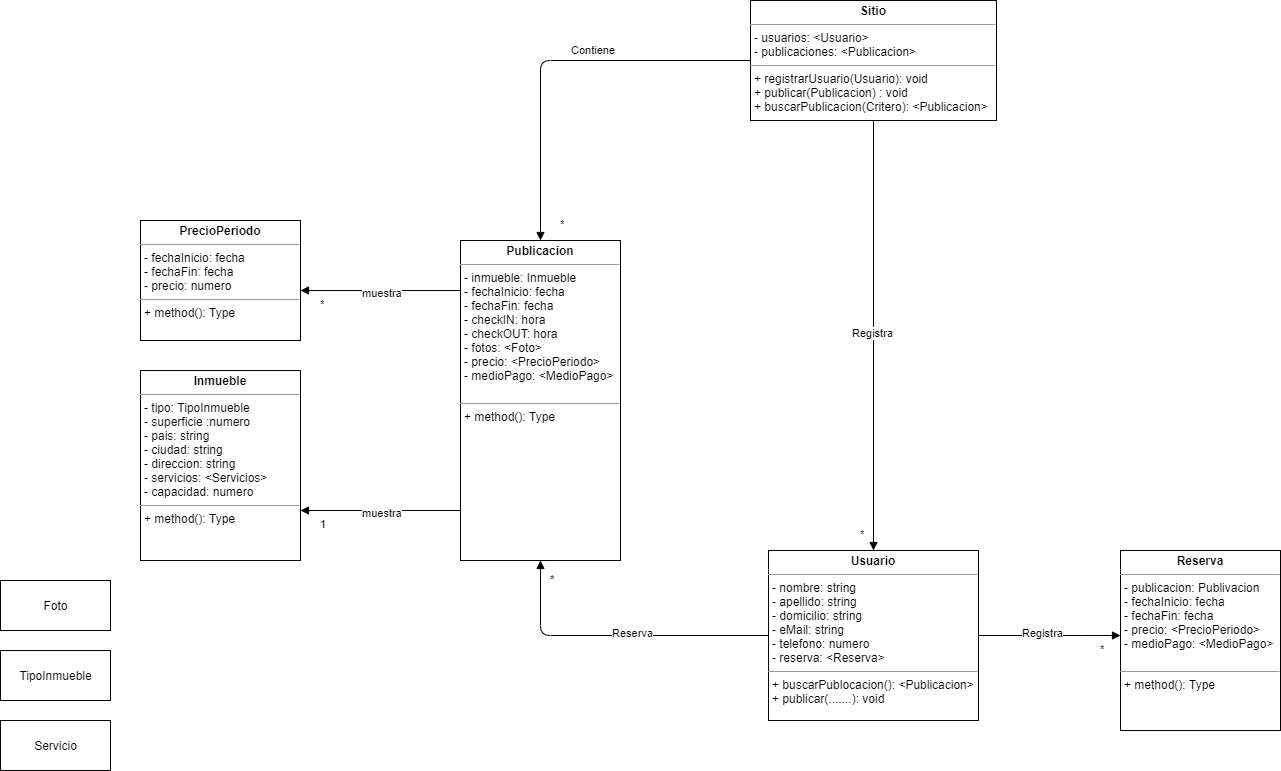 Sitio
- usuarios: <Usuario>
- publicaciones: <Publicacion>
+ registrarUsuario(Usuario): void
+ publicar(Publicacion) : void
+ buscarPublicacion(Critero): <Publicacion>
Contiene
*
PrecioPeriodo
- fechaInicio: fecha
- fechaFin: fecha
- precio: numero
+ method(): Type
muestra
*
Publicacion
- inmueble: Inmueble
- fechaInicio: fecha
- fechaFin: fecha
- checkIN: hora
- checkOUT: hora
- fotos: <Foto>
- precio: <PrecioPeriodo>
- medioPago: <MedioPago>
+ method(): Type
Registra
*
Inmueble
- tipo: TipoInmueble
- superficie :numero
- pais: string
- ciudad: string
- direccion: string
- servicios: <Servicios>
- capacidad: numero
+ method(): Type
muestra
1
*
Reserva
Usuario
- nombre: string
- apellido: string
- domicilio: string
- eMail: string
- telefono: numero
- reserva: <Reserva>
+ buscarPublocacion(): <Publicacion>
+ publicar(.......): void
Registra
*
Reserva
- publicacion: Publivacion
- fechaInicio: fecha
- fechaFin: fecha
- precio: <PrecioPeriodo>
- medioPago: <MedioPago>
+ method(): Type
Foto
TipoInmueble
Servicio